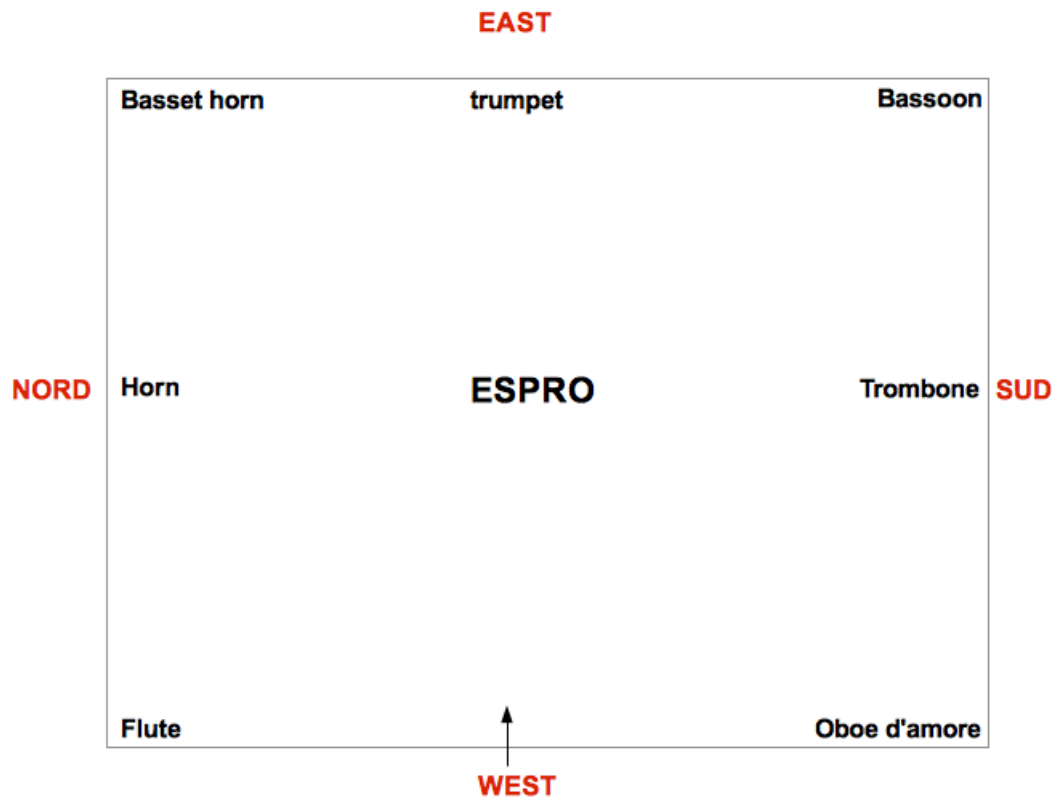 EAST
Basset horn trumpet Bassoon
NORD Horn ESPRO Trombone SUD
Flute Oboe d'amore
WEST